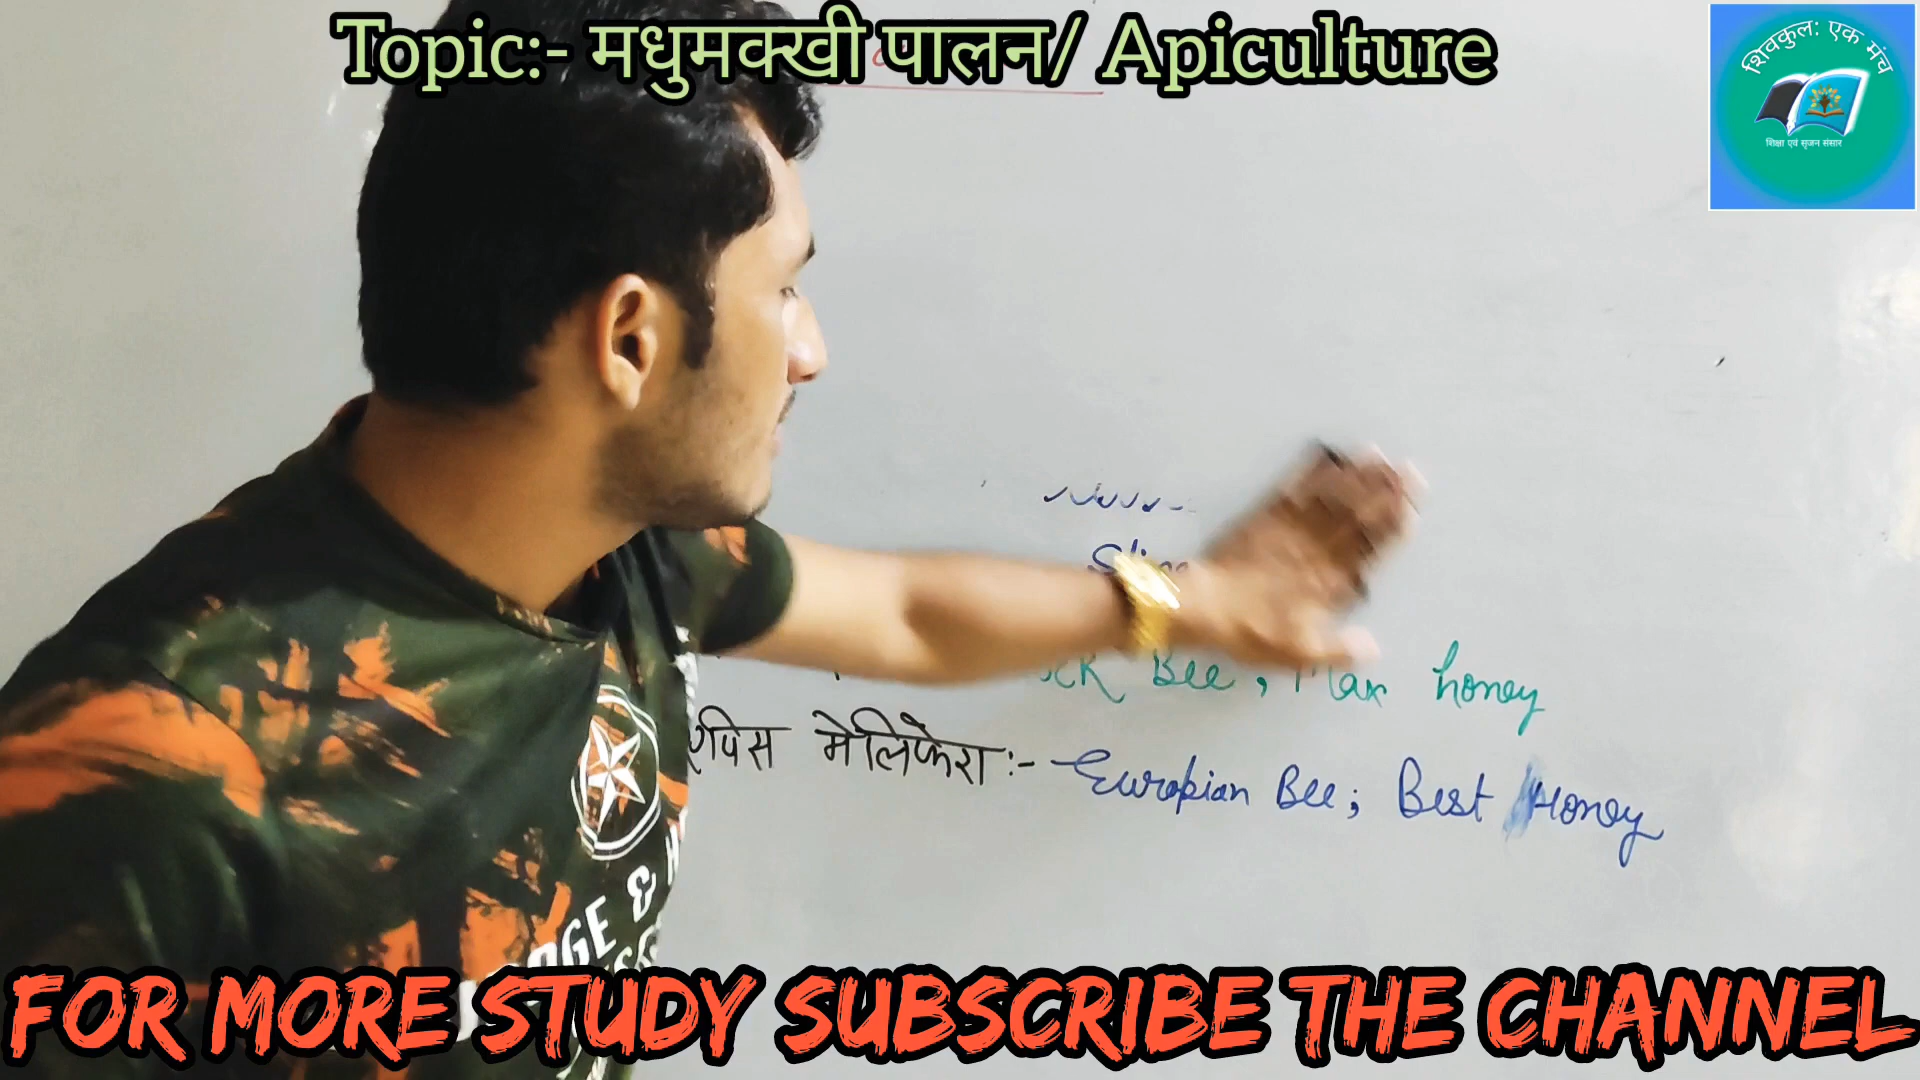 Topic:- मधुमक्खी पालन/ Apiculture
शिवकुल: एक मंच
शिक्षा एवं सृजन संसार
Bee, Max honey
एपिस मेलिफेरा:- Europian Bee; Best Honey
FOR MORE STUDY SUBSCRIBE THE CHANNEL